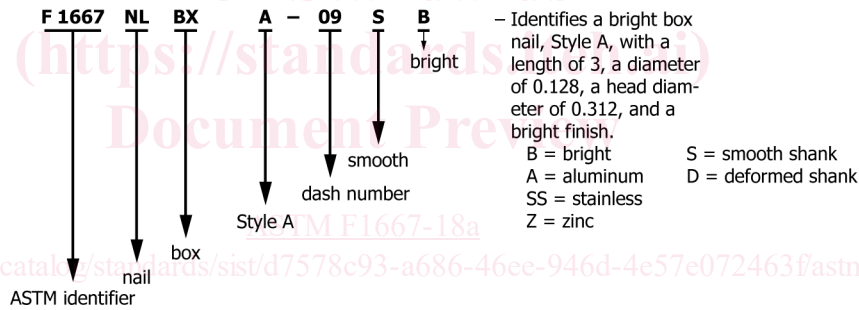 F 1667 NL BX A – 09 S B
bright
smooth
dash number
Style A
box
nail
ASTM identifier
– Identifies a bright box
nail, Style A, with a
length of 3, a diameter
of 0.128, a head diam-
eter of 0.312, and a
bright finish.
B = bright S = smooth shank
A = aluminum D = deformed shank
SS = stainless
Z = zinc
(https://standards.iteh.ai)
Document Preview
ASTM F1667-18a
catalog/standards/sist/d7578c93-a686-46ee-946d-4e57e072463f/astm